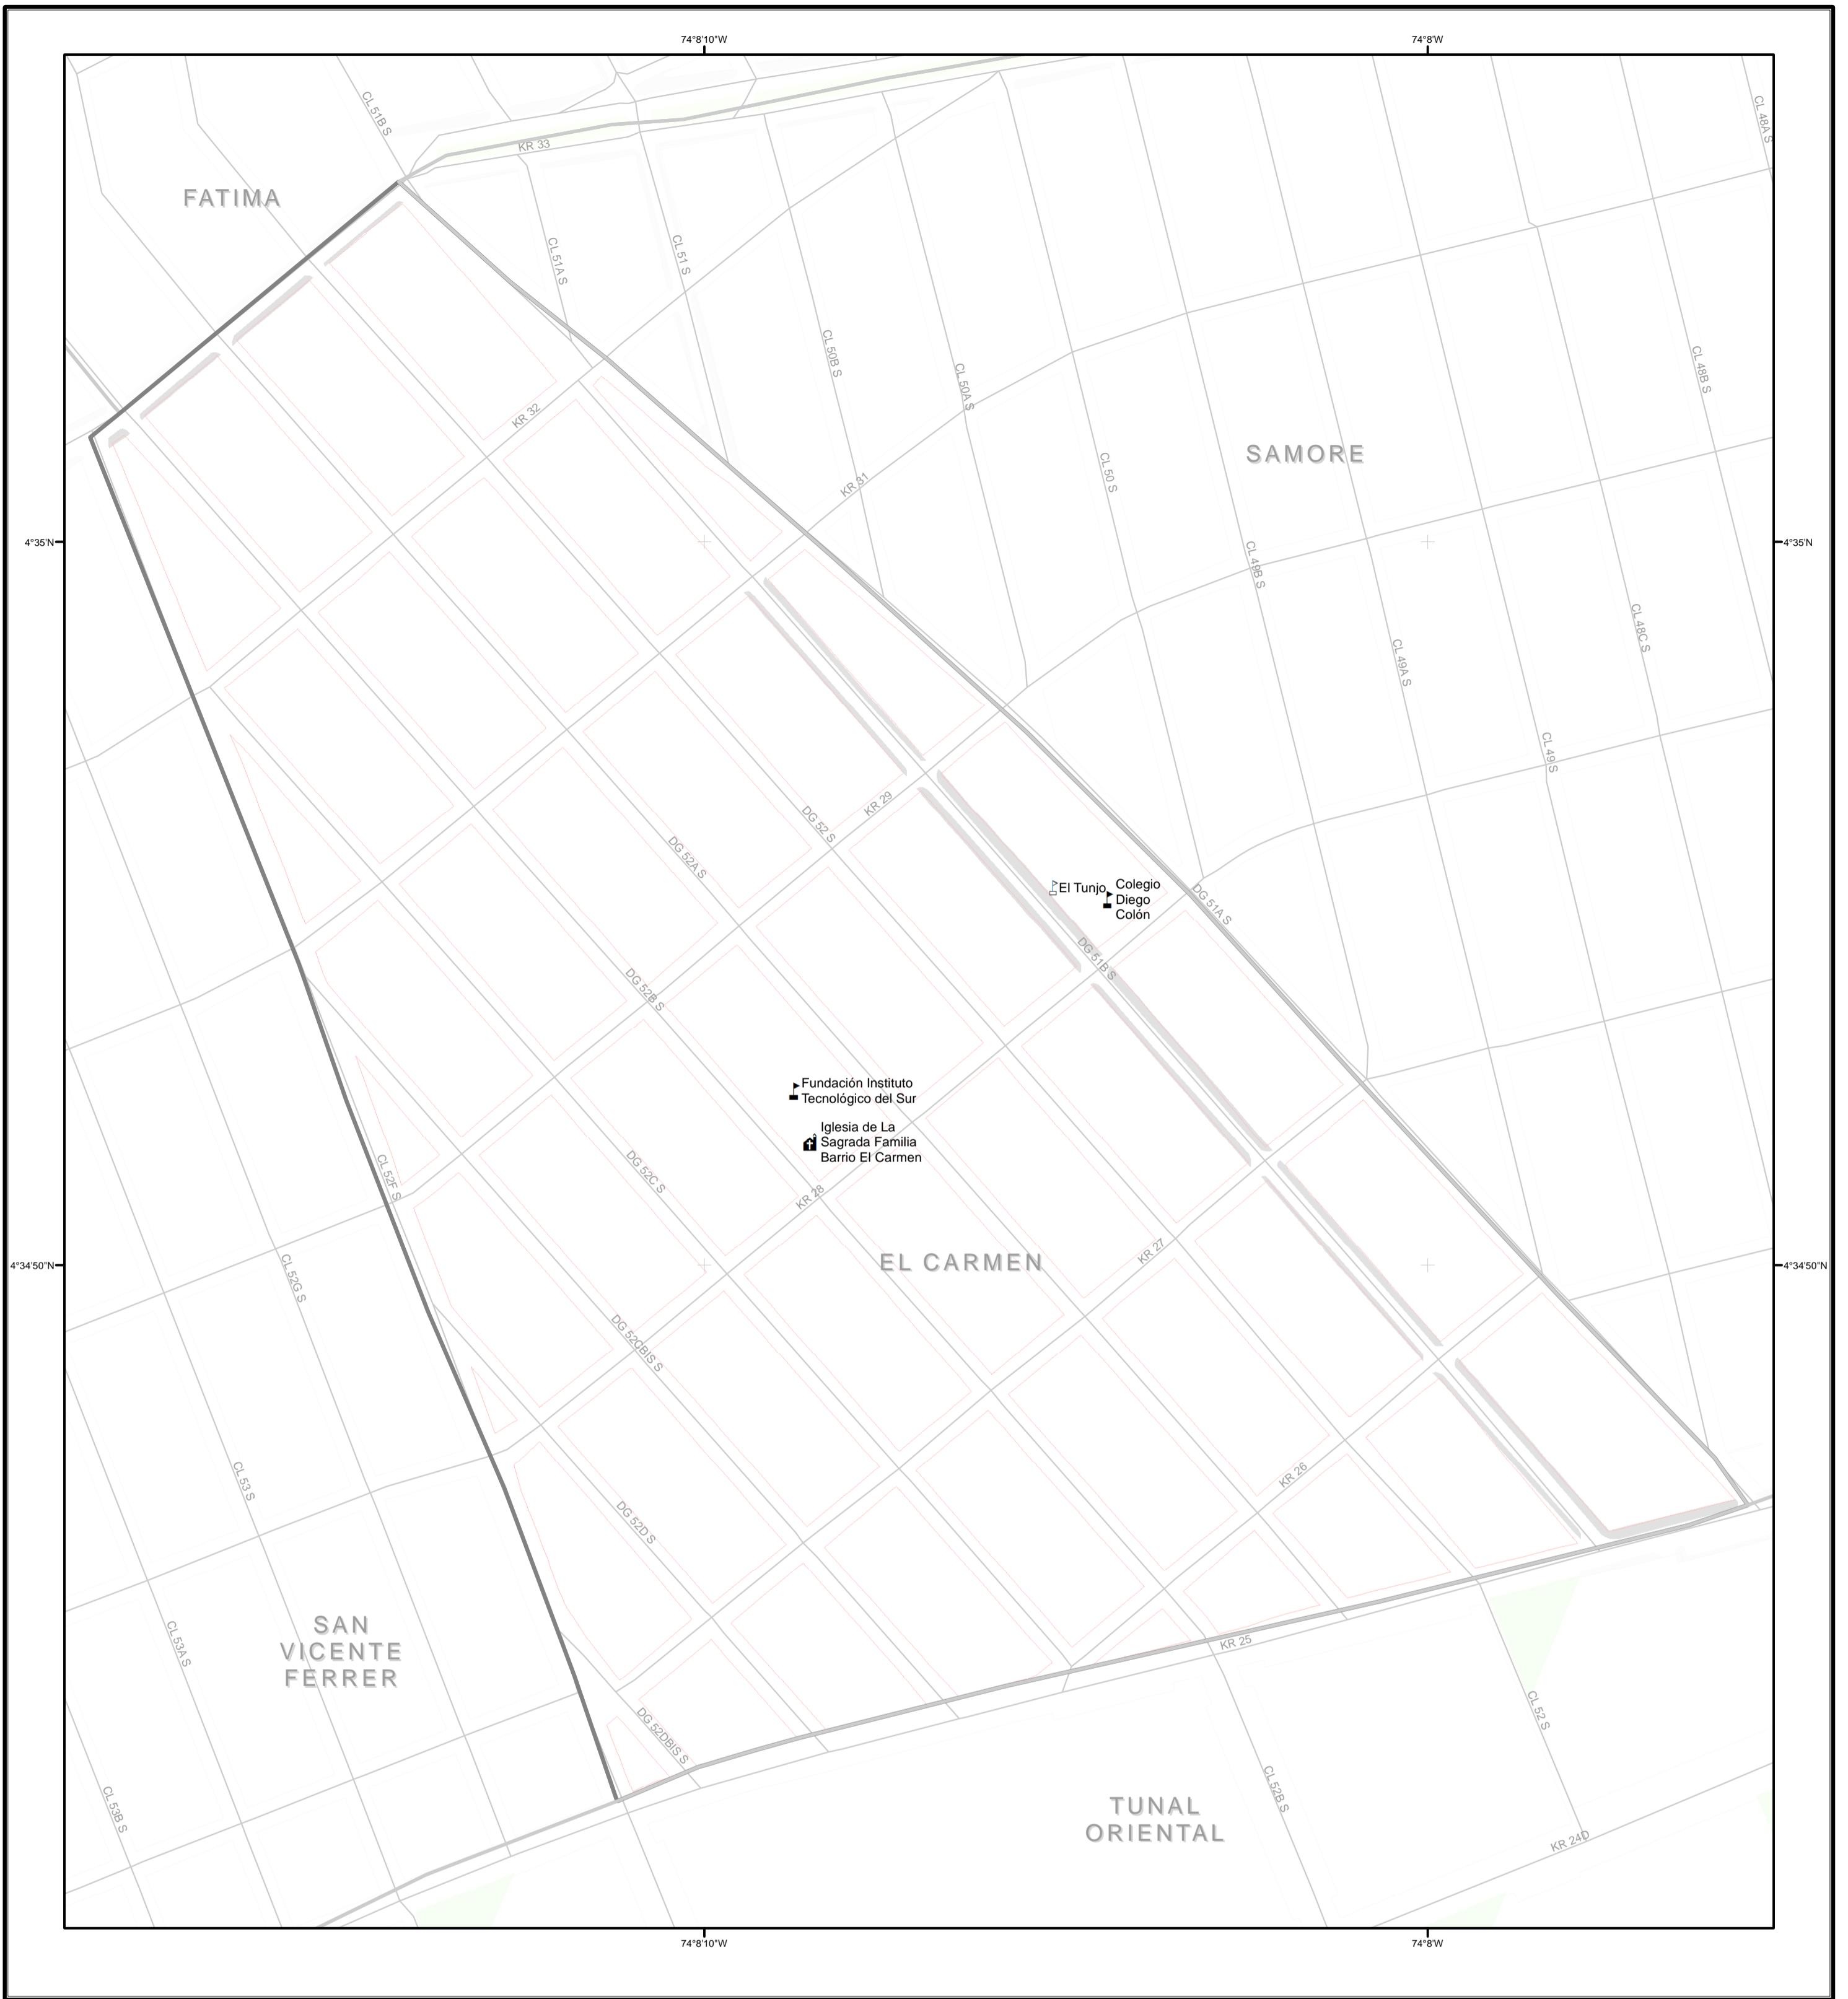 74°8'10"W
74°8'W
CL 51B S
CL 48A S
KR 33
FATIMA
CL 51A S
CL 51 S
CL 50B S
CL 50A S
CL 48B S
KR 32
SAMORE
CL 50 S
KR 31
4°35'N
4°35'N
CL 49B S
CL 49A S
CL 48C S
CL 49 S
KR 29
DG 52 S
DG 52A S
El Tunjo
Colegio
Diego
Colón
DG 51A S
DG 51B S
DG 52B S
Fundación Instituto
Tecnológico del Sur
Iglesia de La
Sagrada Familia
Barrio El Carmen
CL 52F S
DG 52C S
KR 28
KR 27
EL CARMEN
4°34'50"N
4°34'50"N
CL 52G S
DG 52CBIS S
CL 53 S
KR 26
DG 52D S
SAN
VICENTE
FERRER
CL 53A S
KR 25
CL 52 S
DG 52DBIS S
CL 53B S
CL 52B S
TUNAL
ORIENTAL
KR 24D
74°8'10"W
74°8'W